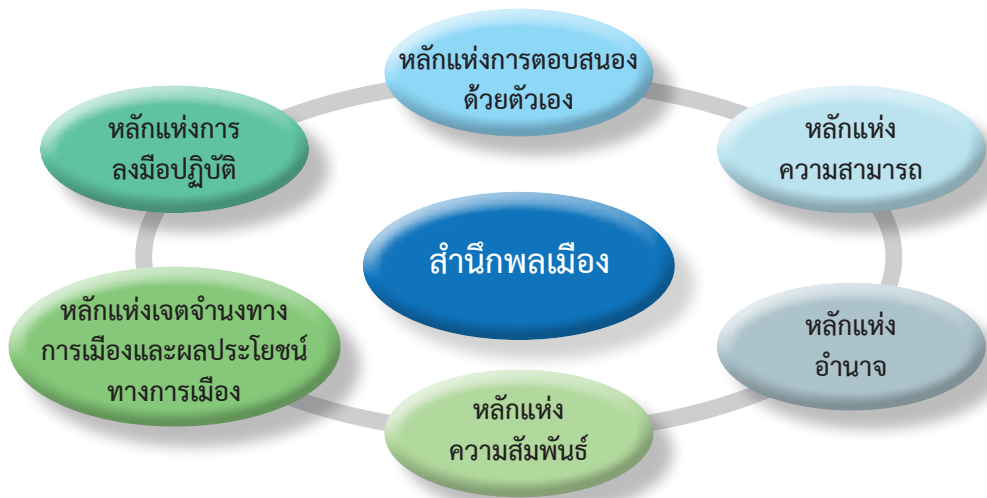 หลักแห่งการตอบสนอง
ด้วยตัวเอง
หลักแห่ง
ความสามารถ
หลักแห่ง
อำนาจ
หลักแห่ง
ความสัมพันธ์
หลักแห่งเจตจำนงทาง
การเมืองและผลประโยชน์
ทางการเมือง
หลักแห่งการ
ลงมือปฏิบัติ
สำนึกพลเมือง